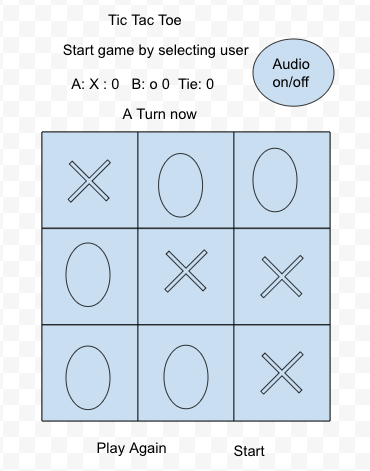 Tic Tac Toe
Start game by selecting user
Audio
on/off
A: X : 0 B: o 0 Tie: 0
A Turn now
Play Again
Start